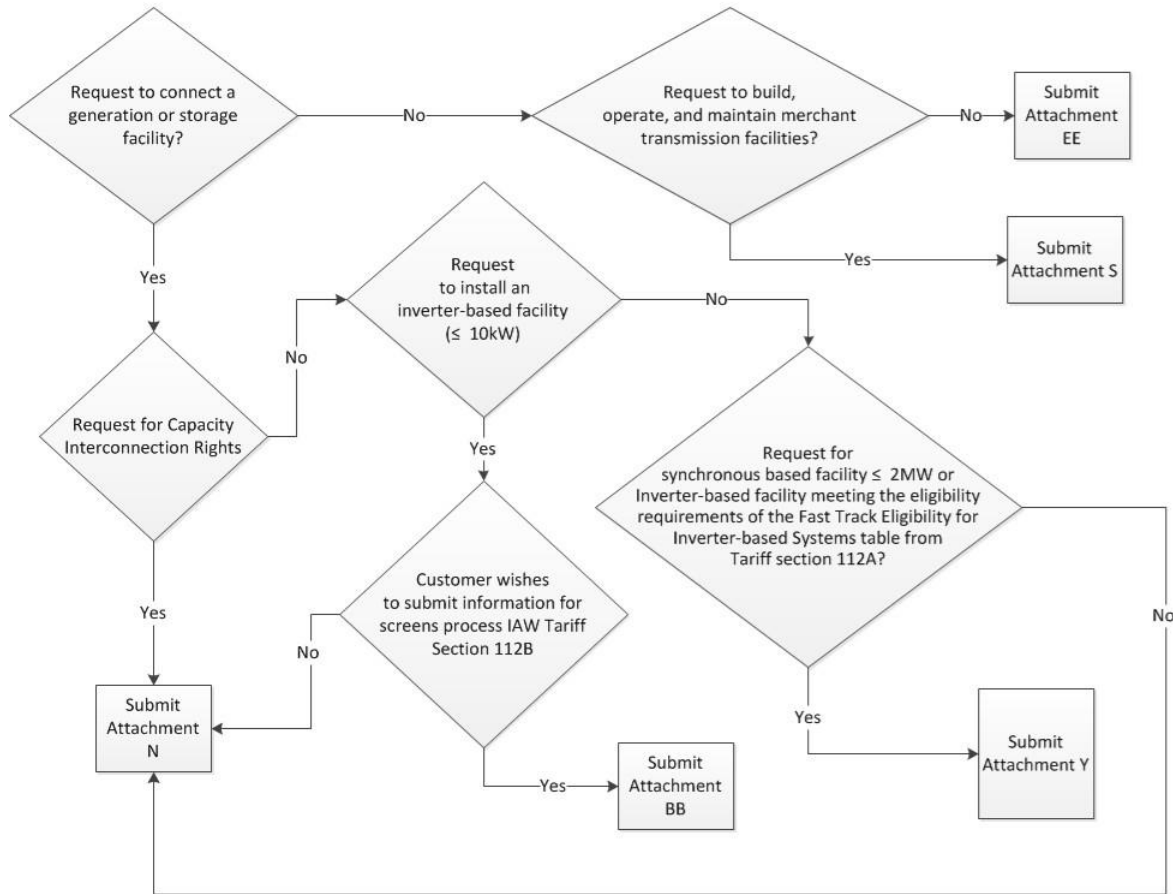 Request to connect a
generation or storage
facility?
No
Request to build,
operate, and maintain merchant
transmission facilities?
No
Submit
Attachment
EE
Yes
Submit
Attachment S
Yes
Request
to install an
inverter-based facility
(≤ 10kW)
No
No
Request for Capacity
Interconnection Rights
Yes
Request for
synchronous based facility ≤ 2MW or
Inverter-based facility meeting the eligibility
requirements of the Fast Track Eligibility for
Inverter-based Systems table from
Tariff section 112A?
Customer wishes
to submit information for
screens process IAW Tariff
Section 112B
Yes
No
No
Submit
Attachment
N
Yes
Submit
Attachment Y
Yes
Submit
Attachment
BB